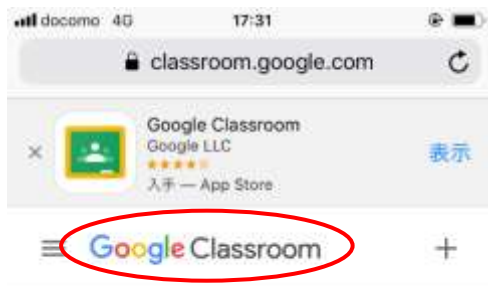 docomo 4G 17:31
classroom.google.com
Google Classroom
Google LLC
入手 — App Store
表示
Google Classroom